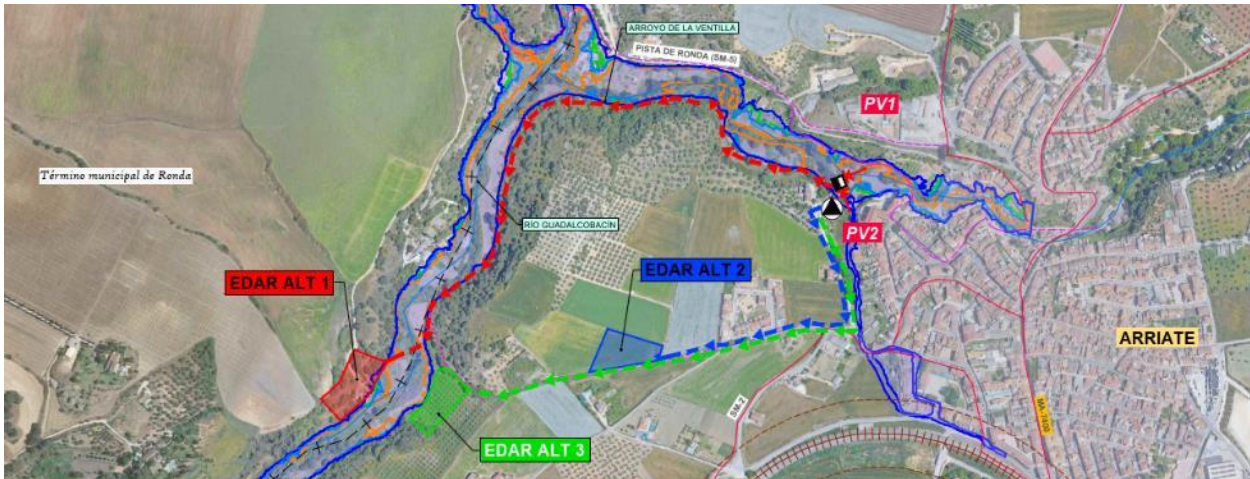 ARROYO DE LA VENTILLA
PISTA DE RONDA (SM-5)
PV1
Término municipal de Ronda
RÍO GUADALCOBACÍN
PV2
EDAR ALT 1
EDAR ALT 2
ARRIATE
SM-2
MA-7400
EDAR ALT 3